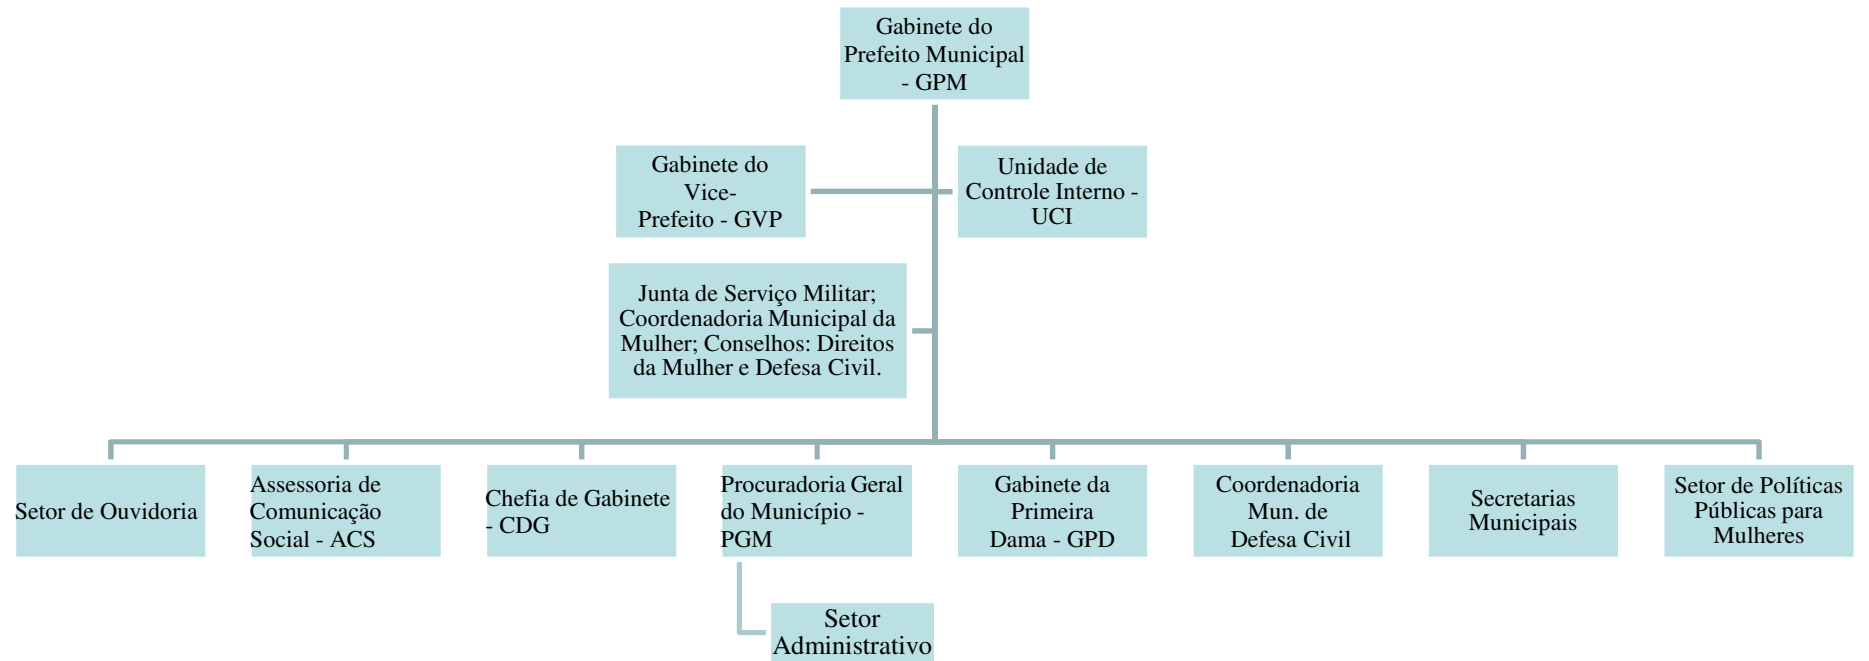 Gabinete do
Prefeito Municipal
- GPM
Gabinete do
Vice-
Prefeito - GVP
Unidade de
Controle Interno -
UCI
Junta de Serviço Militar;
Coordenadoria Municipal da
Mulher; Conselhos: Direitos
da Mulher e Defesa Civil.
Setor de Ouvidoria
Assessoria de
Comunicação
Social - ACS
Chefia de Gabinete
- CDG
Procuradoria Geral
do Município -
PGM
Gabinete da
Primeira
Dama - GPD
Coordenadoria
Mun. de
Defesa Civil
Secretarias
Municipais
Setor de Políticas
Públicas para
Mulheres
Setor
Administrativo